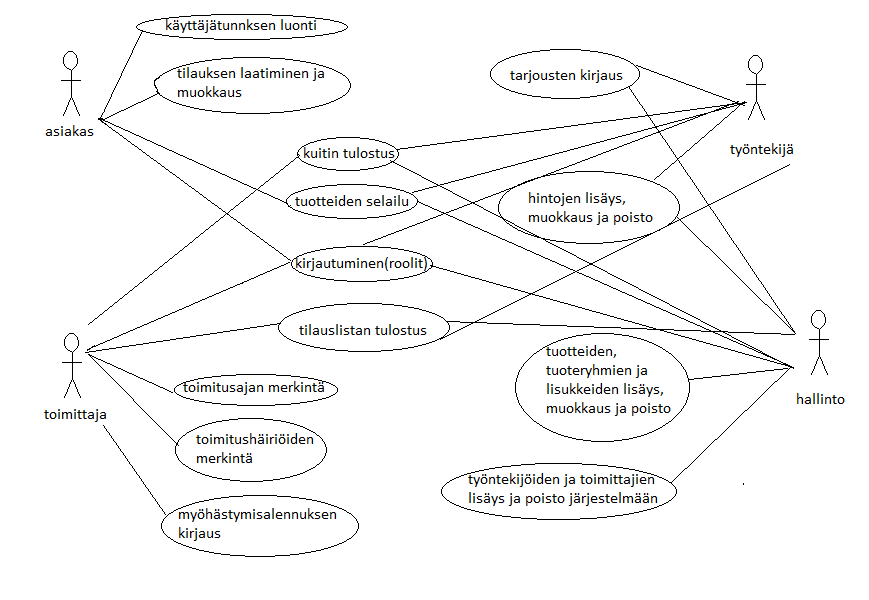 käyttäjätunnksen luonti
tilauksen laatiminen ja
muokkaus
asiakas
tarjousten kirjaus
työntekijä
kuitin tulostus
tuotteiden selailu
hintojen lisäys,
muokkaus ja poisto
kirjautuminen(roolit)
tilauslistan tulostus
toimittaja
toimitusajan merkintä
tuotteiden,
tuoteryhmien ja
lisukkeiden lisäys,
muokkaus ja poisto
hallinto
toimitushäiriöiden
merkintä
työntekijöiden ja toimittajien
lisäys ja poisto järjestelmään
myöhästymisalennuksen
kirjaus